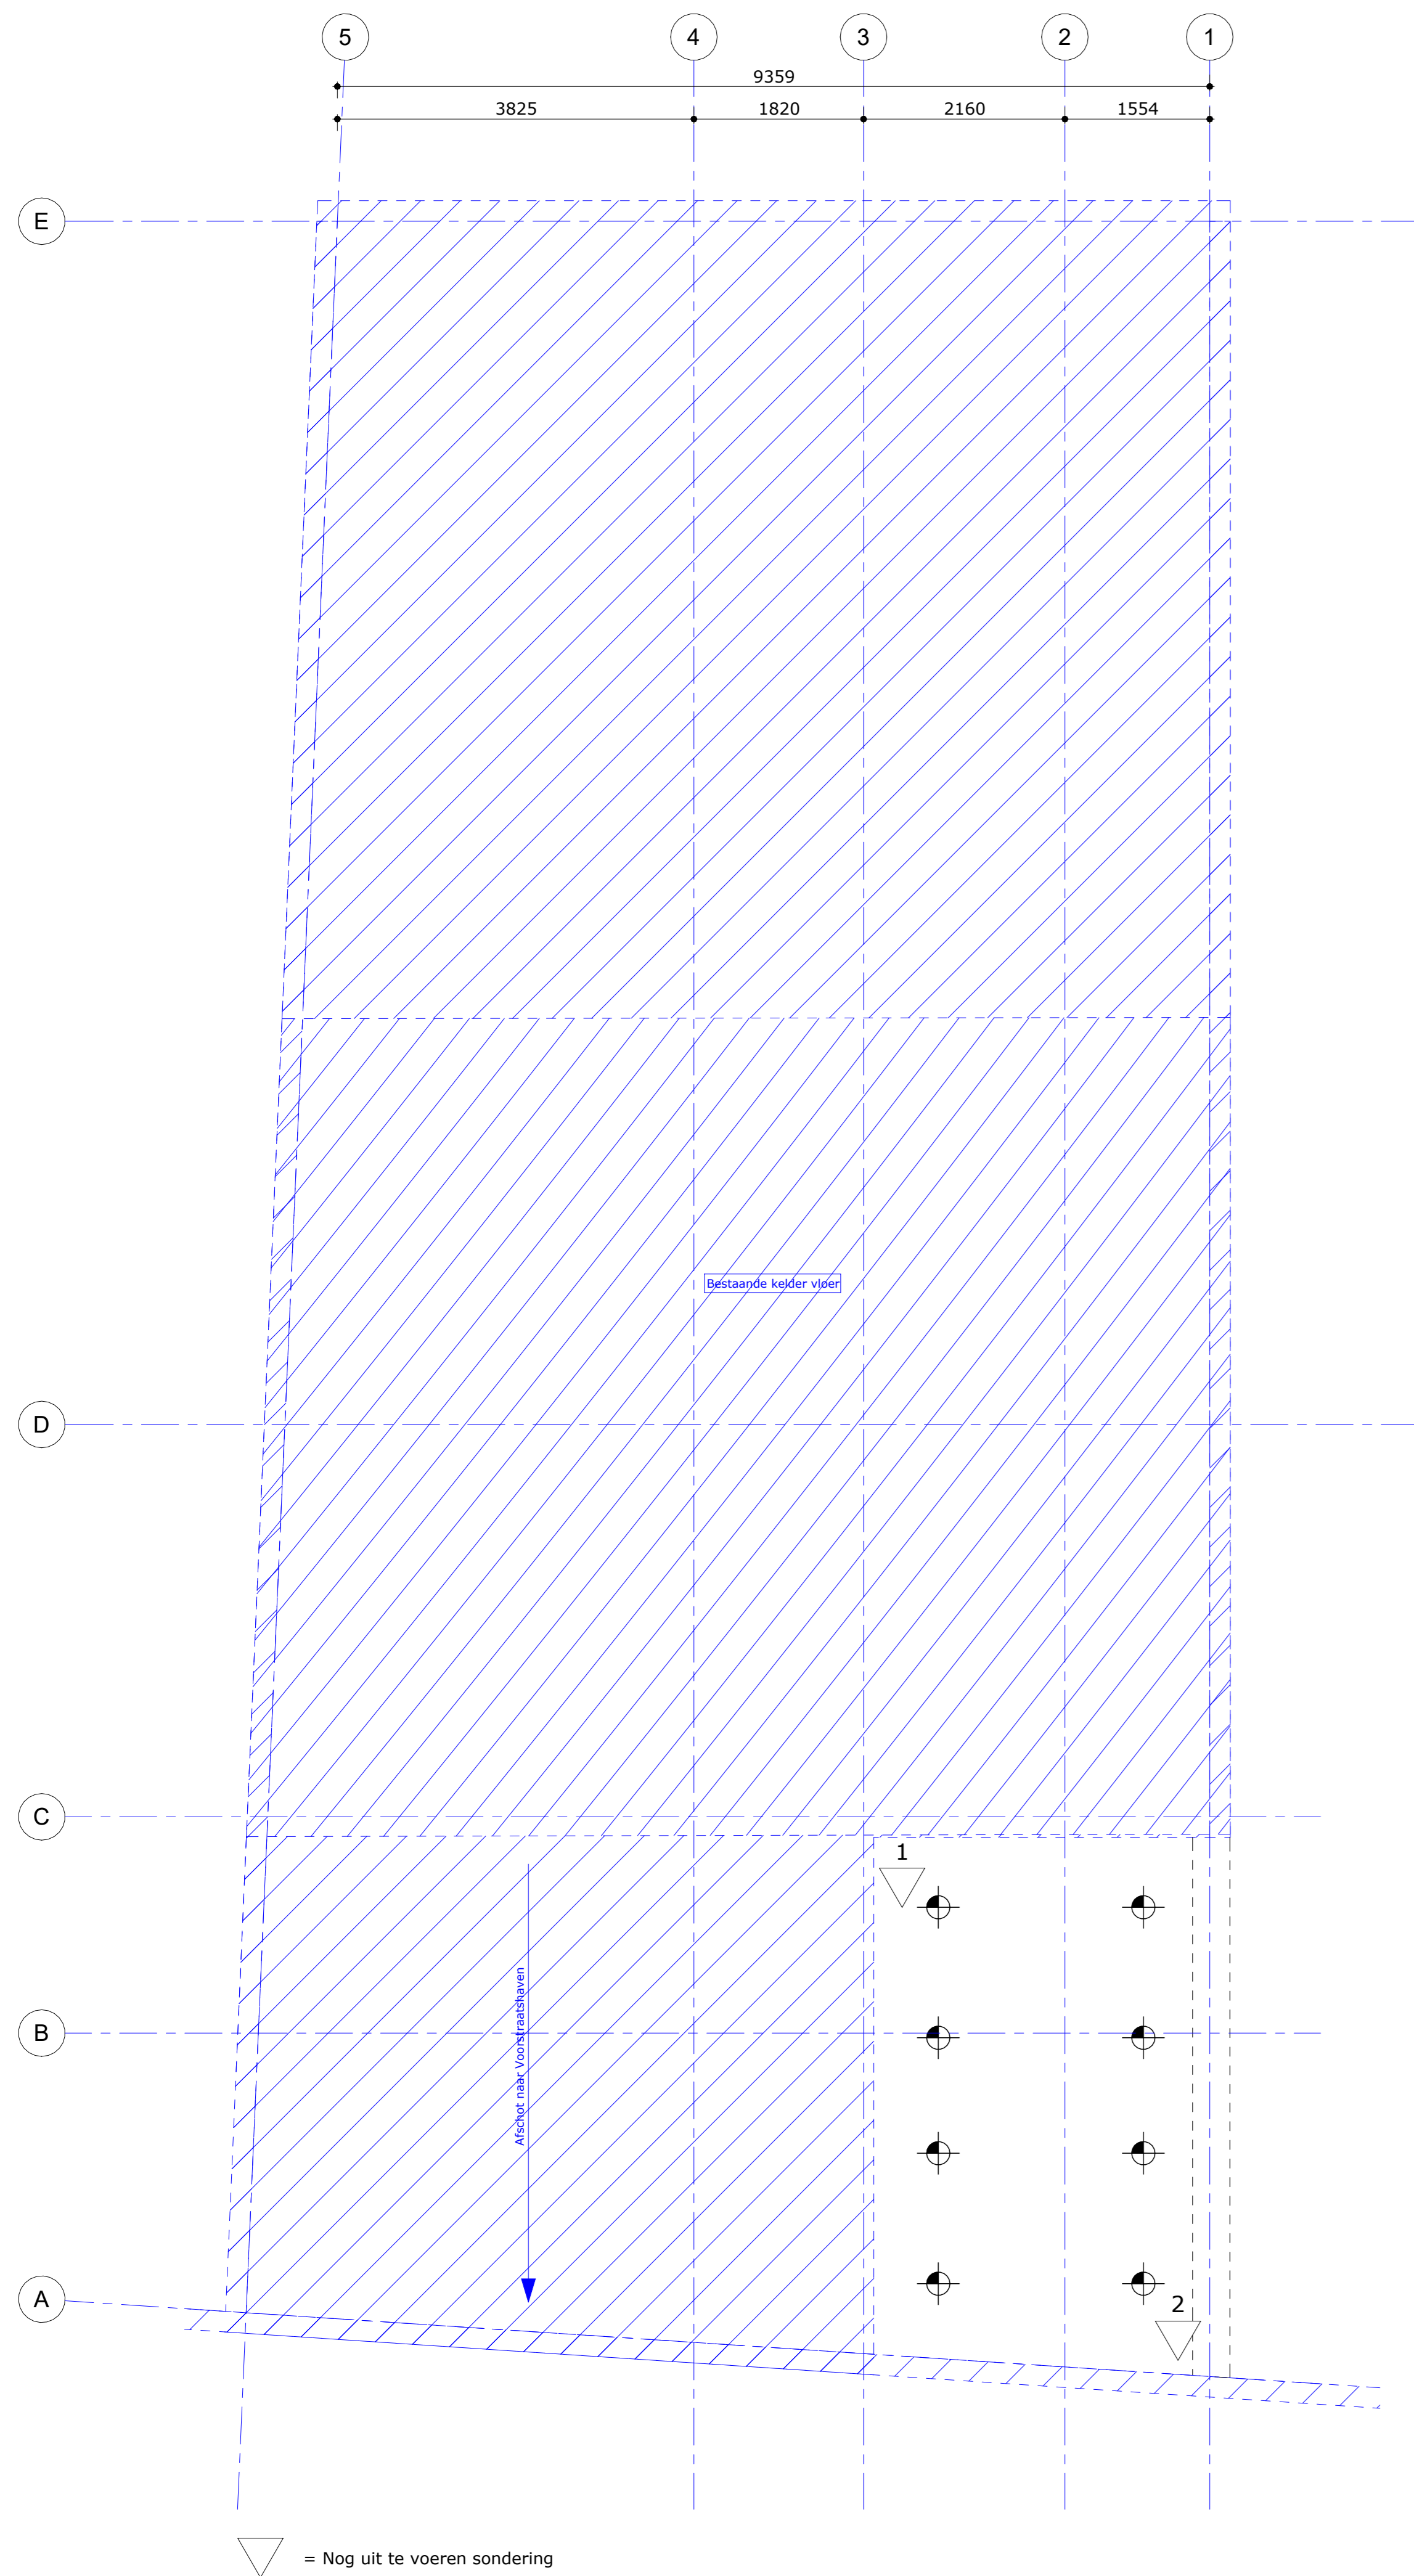 5 4 3 2 1
9359
3825 1820 2160 1554
E
Bestaande kelder vloer
D
C
1
Afschot naar Voorstraatshaven
B
A
2
= Nog uit te voeren sondering